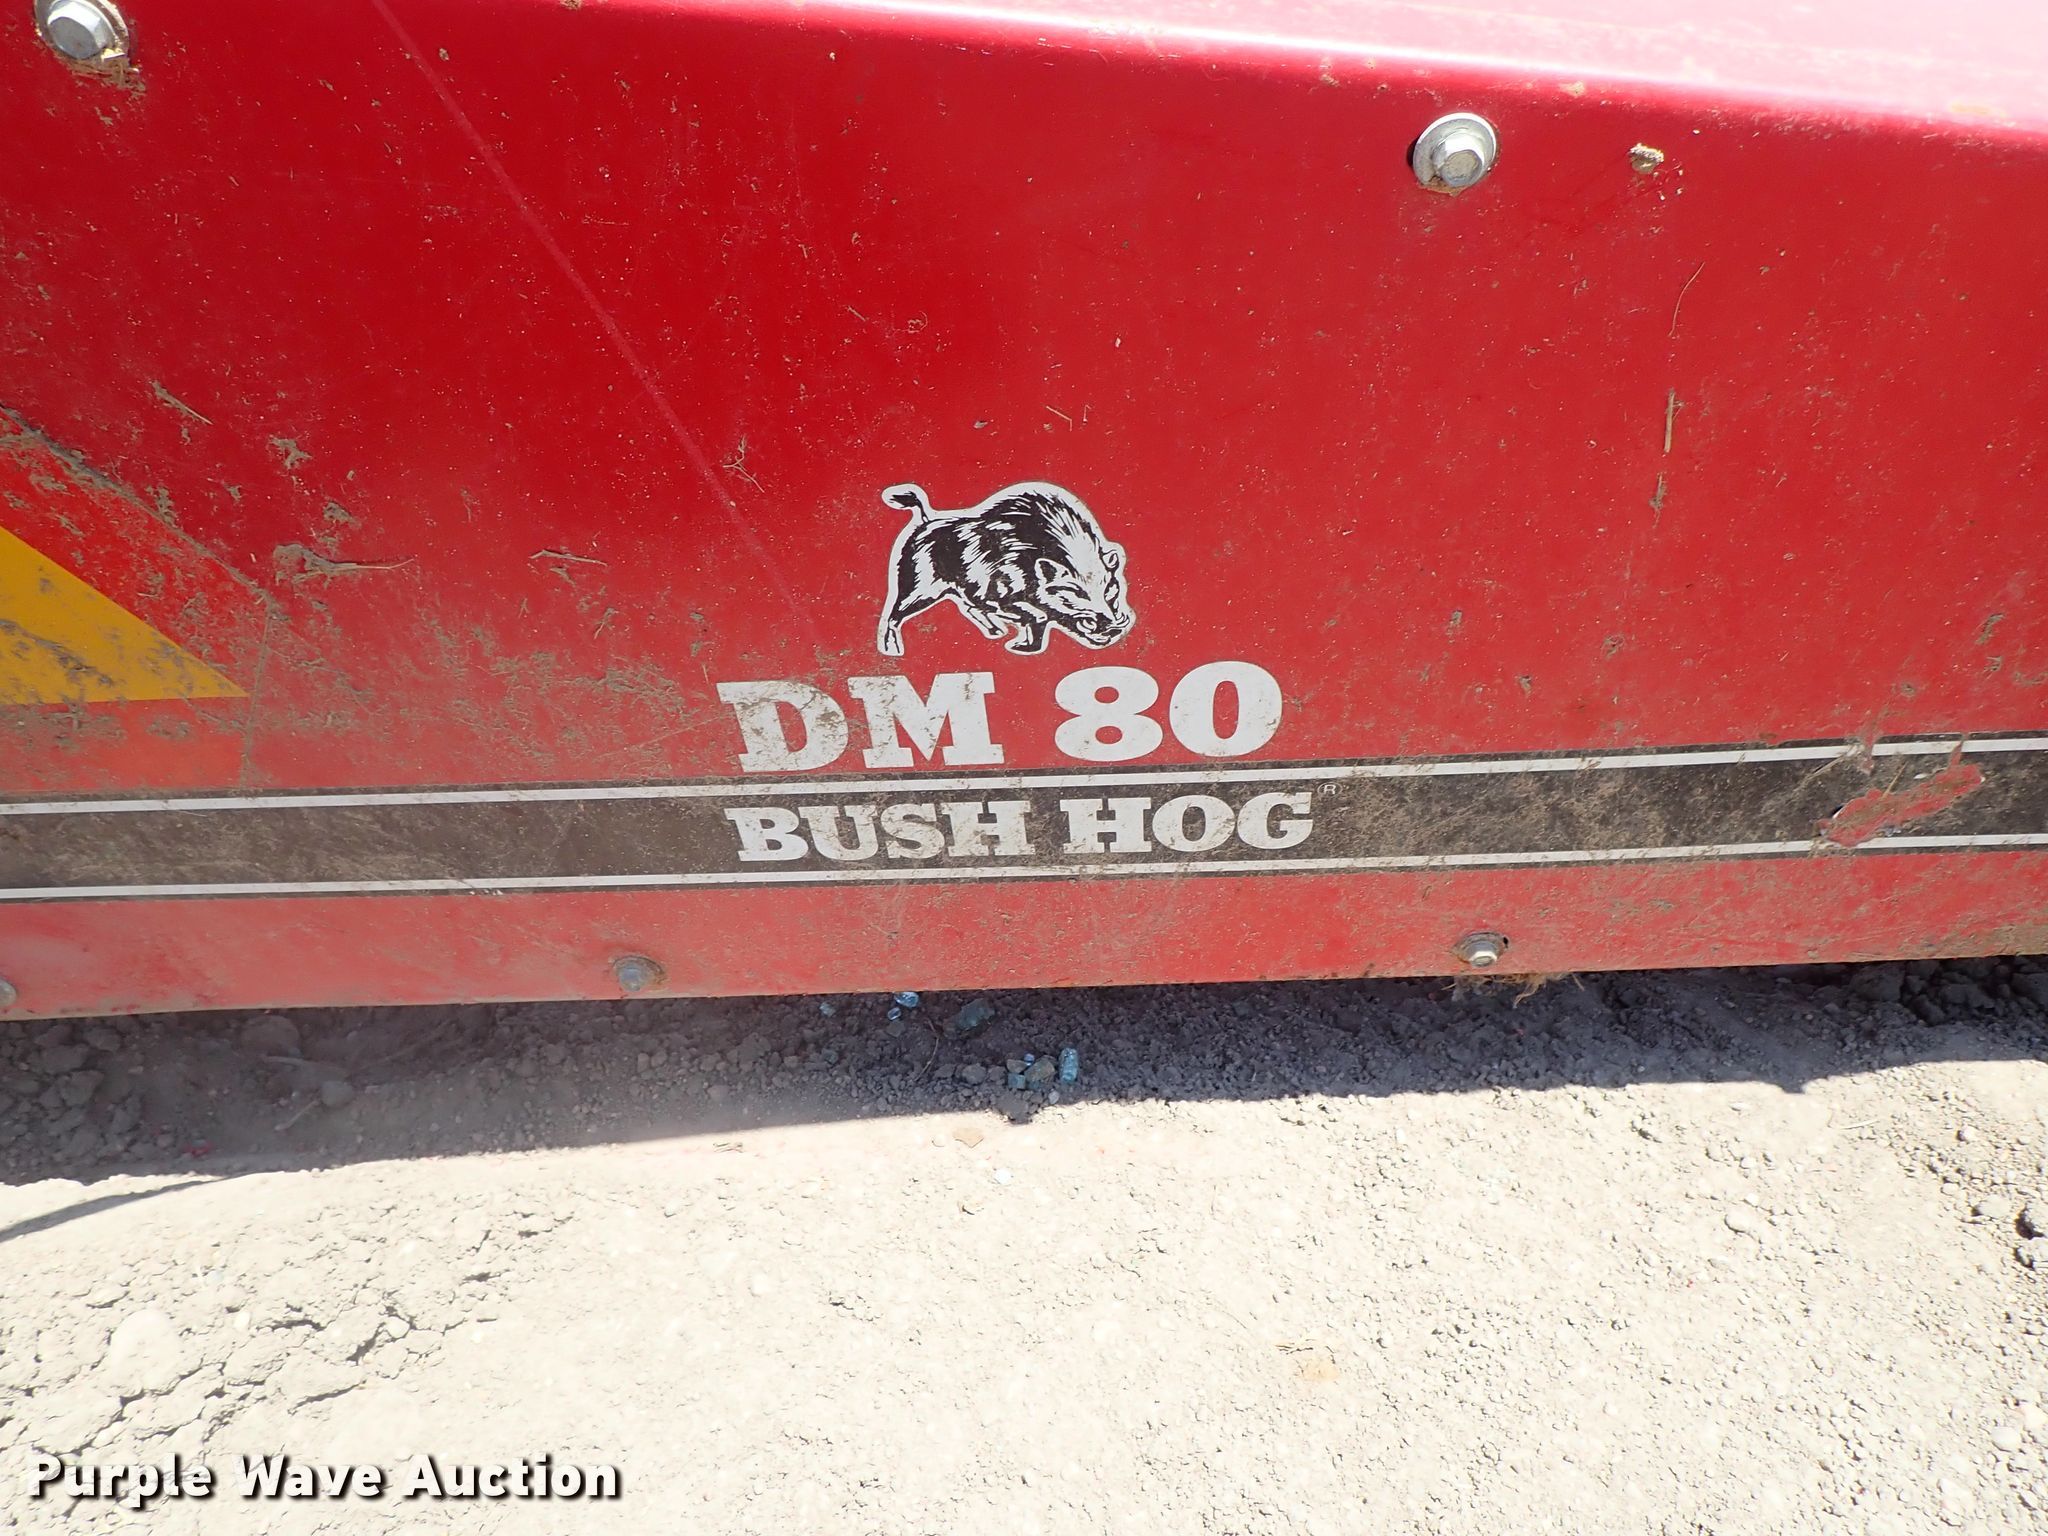 DM 80
BUSH HOG®
Purple Wave Auction